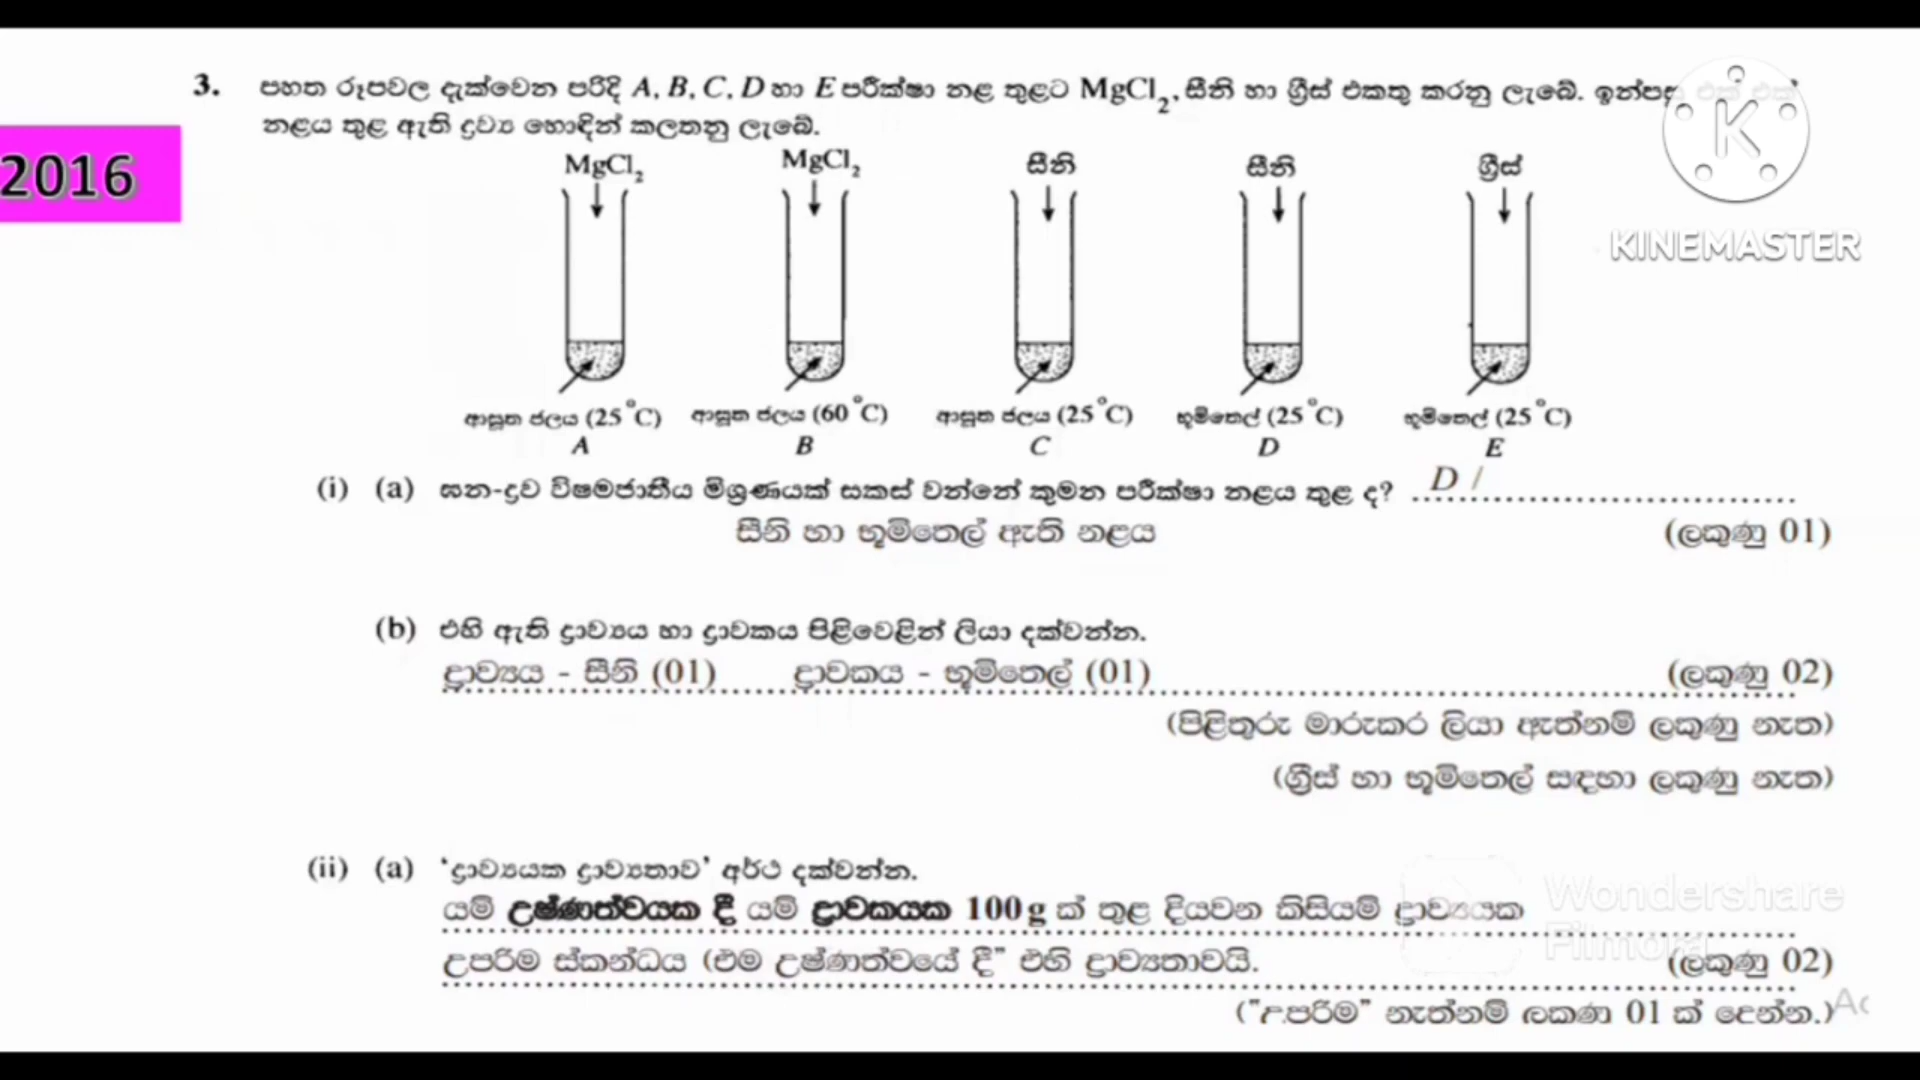 3. පහත රූපවල දැක්වෙන පරිදි A, B, C, D හා E පරීක්ෂා නළ තුළට MgCl₂, සීනි හා ග්‍රීස් එකතු කරනු ලැබේ. ඉන්පසු එක් එක්
නළය තුළ ඇති ද්‍රව්‍ය හොඳින් කලතනු ලැබේ.
2016
MgCl₂ MgCl₂ සීනි සීනි ග්‍රීස්
KINEMASTER
ආසූත ජලය (25 °C) ආසූත ජලය (60 °C) ආසූත ජලය (25 °C) භූමිතෙල් (25 °C) භූමිතෙල් (25 °C)
A B C D E
(i) (a) ඝන-ද්‍රව විෂමජාතීය මිශ්‍රණයක් සකස් වන්නේ කුමන පරීක්ෂා නළය තුළ ද? D /
සීනි හා භූමිතෙල් ඇති නළය (ලකුණු 01)
(b) එහි ඇති ද්‍රාව්‍යය හා ද්‍රාවකය පිළිවෙළින් ලියා දක්වන්න.
ද්‍රාව්‍යය - සීනි (01) ද්‍රාවකය - භූමිතෙල් (01) (ලකුණු 02)
(පිළිතුරු මාරුකර ලියා ඇත්නම් ලකුණු නැත)
(ග්‍රීස් හා භූමිතෙල් සඳහා ලකුණු නැත)
(ii) (a) ‘ද්‍රාව්‍යයක ද්‍රාව්‍යතාව’ අර්ථ දක්වන්න.
යම් උෂ්ණත්වයක දී යම් ද්‍රාවකයක 100 g ක් තුළ දියවන කිසියම් ද්‍රාව්‍යයක
Wondershare
Filmora
උපරිම ස්කන්ධය (එම උෂ්ණත්වයේ දී” එහි ද්‍රාව්‍යතාවයි. (ලකුණු 02)
(“උපරිම” නැත්නම් ලකුණ 01 ක් දෙන්න.)